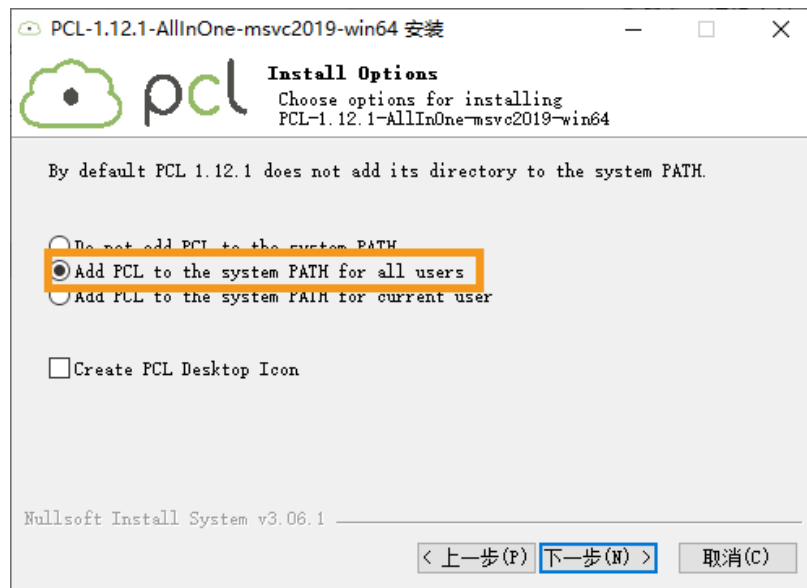 PCL-1.12.1-AllInOne-msvc2019-win64 安装
pcl
Install Options
Choose options for installing
PCL-1.12.1-AllInOne-msvc2019-win64
By default PCL 1.12.1 does not add its directory to the system PATH.
Do not add PCL to the system PATH
Add PCL to the system PATH for all users
Add PCL to the system PATH for current user
Create PCL Desktop Icon
Nullsoft Install System v3.06.1
< 上一步(P) 下一步(N) > 取消(C)